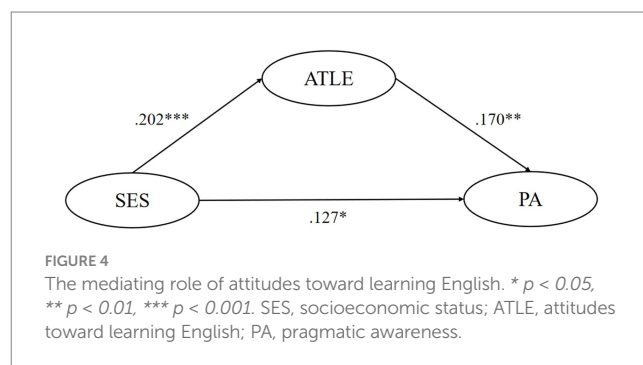 ATLE
.202***
.170**
SES
PA
.127*
FIGURE 4
The mediating role of attitudes toward learning English. * p < 0.05,
** p < 0.01, *** p < 0.001. SES, socioeconomic status; ATLE, attitudes
toward learning English; PA, pragmatic awareness.